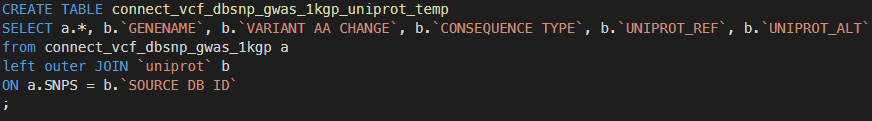 CREATE TABLE connect_vcf_dbsnp_gwas_1kgp_uniprot_temp
SELECT a.*, b.`GENENAME`, b.`VARIANT AA CHANGE`, b.`CONSEQUENCE TYPE`, b.`UNIPROT_REF`, b.`UNIPROT_ALT`
from connect_vcf_dbsnp_gwas_1kgp a
left outer JOIN `uniprot` b
ON a.SNPS = b.`SOURCE DB ID`
;